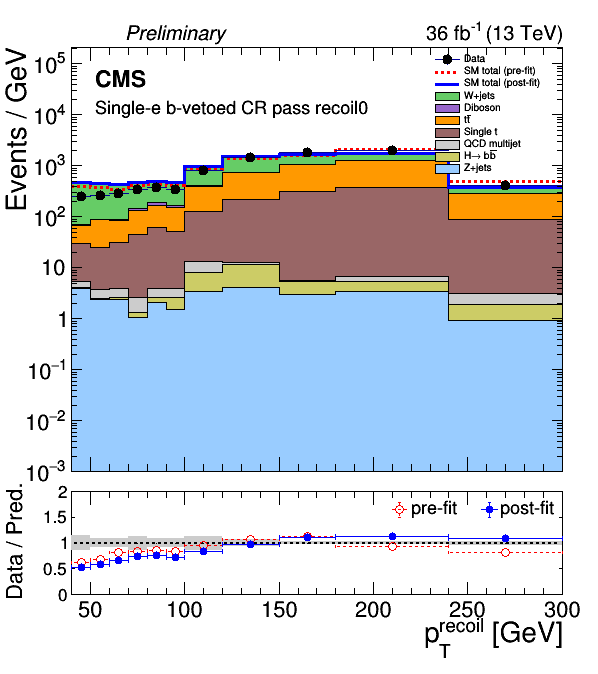 Preliminary 36 fb⁻¹ (13 TeV)
CMS
Single-e b-vetoed CR pass recoil0
Data
SM total (pre-fit)
SM total (post-fit)
W+jets
Diboson
tt̅
Single t
QCD multijet
H→ bb̅
Z+jets
Events / GeV
10⁵
10⁴
10³
10²
10
1
10⁻¹
10⁻²
10⁻³
pre-fit post-fit
Data / Pred.
2
1.5
1
0.5
0
50 100 150 200 250 300
p_T^recoil [GeV]